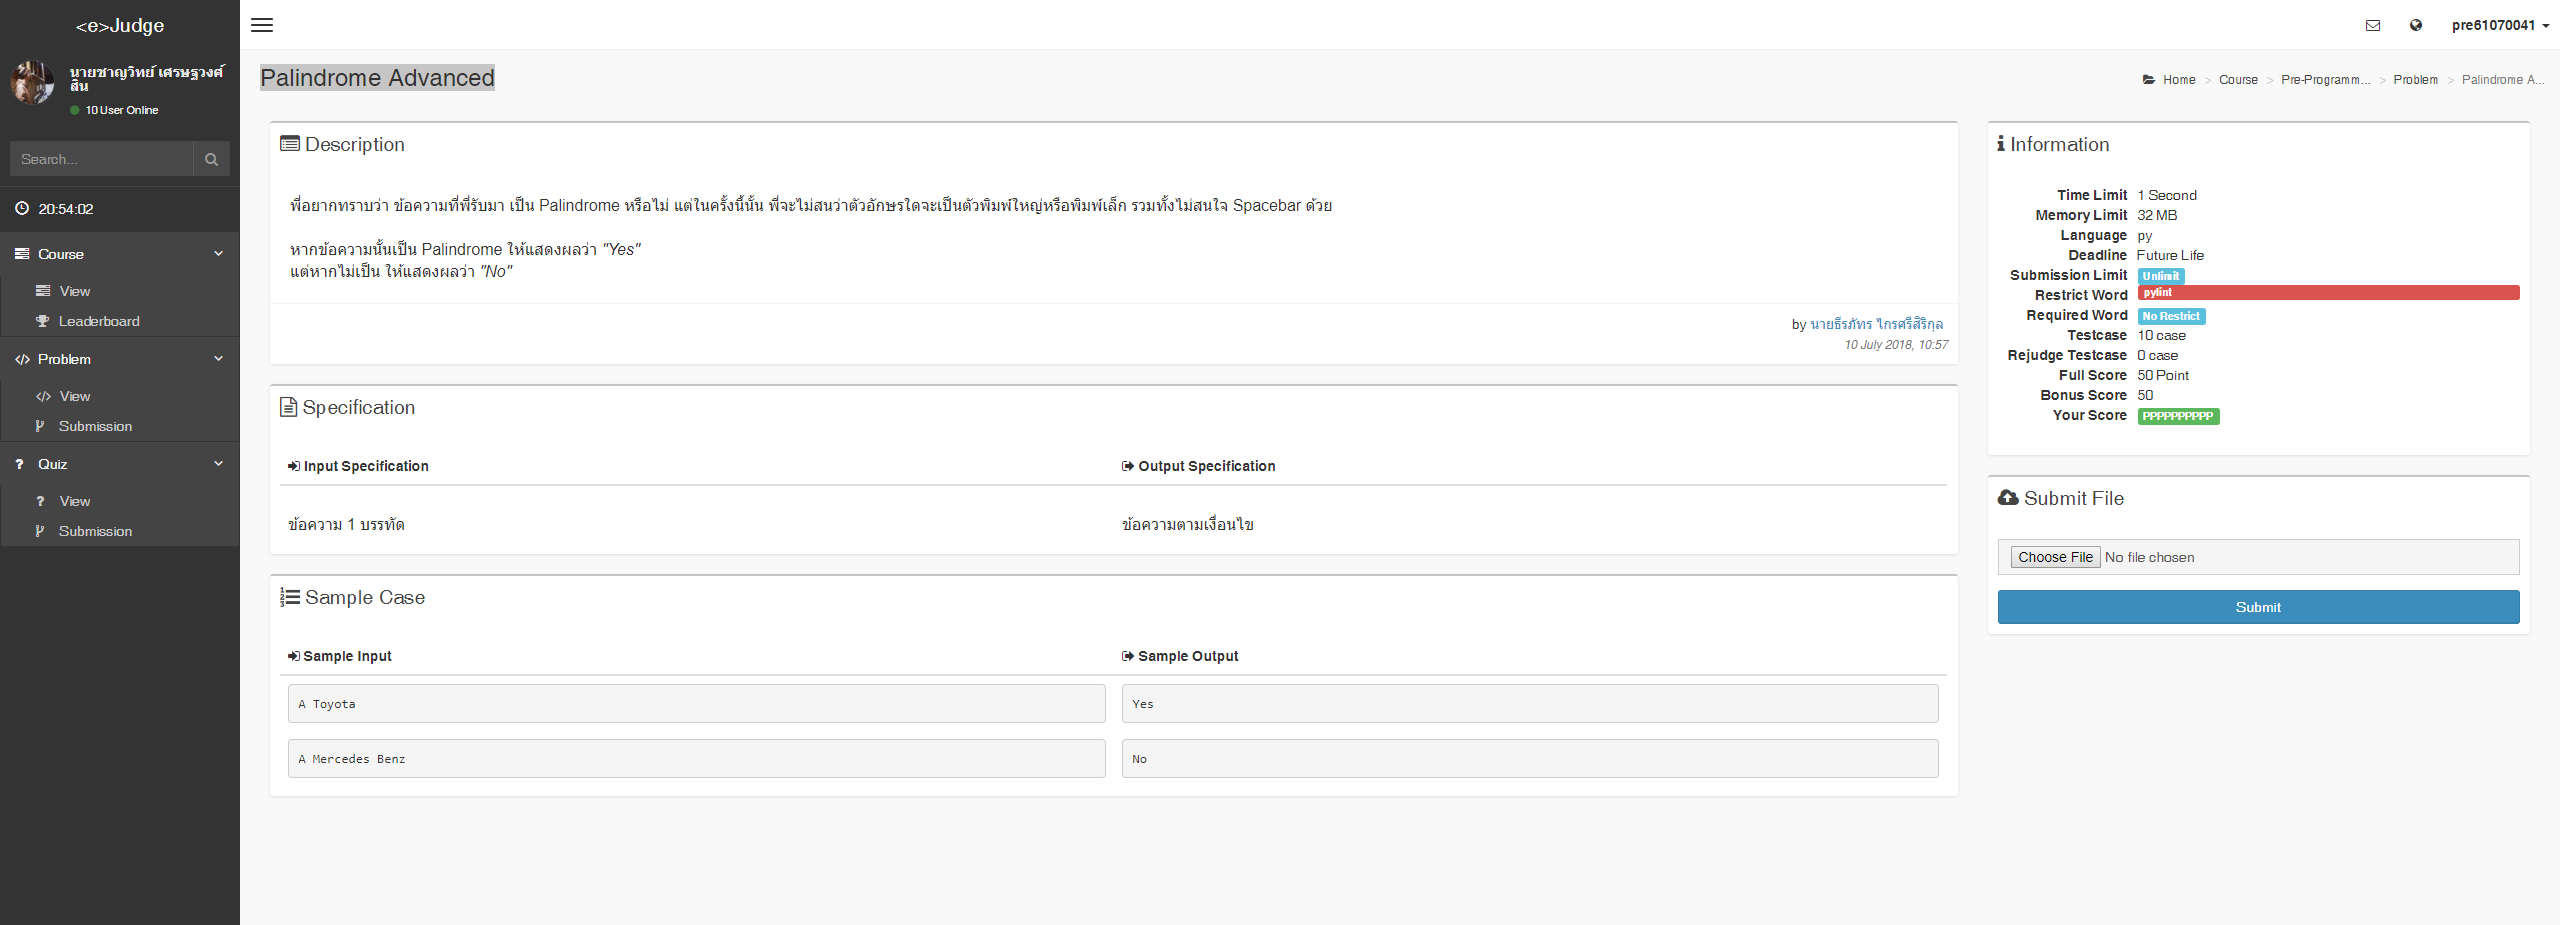 <e>Judge
pre61070041
นายชาญวิทย์ เศรษฐวงศ์
สิน
10 User Online
Search...
20:54:02
Course
View
Leaderboard
Problem
View
Submission
Quiz
View
Submission
Palindrome Advanced
Home > Course > Pre-Programm... > Problem > Palindrome A...
Description
พี่อยากทราบว่า ข้อความที่พี่รับมา เป็น Palindrome หรือไม่ แต่ในครั้งนี้นั้น พี่จะไม่สนว่าตัวอักษรใดจะเป็นตัวพิมพ์ใหญ่หรือพิมพ์เล็ก รวมทั้งไม่สนใจ Spacebar ด้วย
หากข้อความนั้นเป็น Palindrome ให้แสดงผลว่า "Yes"
แต่หากไม่เป็น ให้แสดงผลว่า "No"
by นายธีรภัทร ไกรศรีสิริกุล
10 July 2018, 10:57
Specification
Input Specification
Output Specification
ข้อความ 1 บรรทัด
ข้อความตามเงื่อนไข
Sample Case
Sample Input
Sample Output
A Toyota
Yes
A Mercedes Benz
No
Information
Time Limit 1 Second
Memory Limit 32 MB
Language py
Deadline Future Life
Submission Limit Unlimit
Restrict Word pylint
Required Word No Restrict
Testcase 10 case
Rejudge Testcase 0 case
Full Score 50 Point
Bonus Score 50
Your Score PPPPPPPPPP
Submit File
Choose File No file chosen
Submit